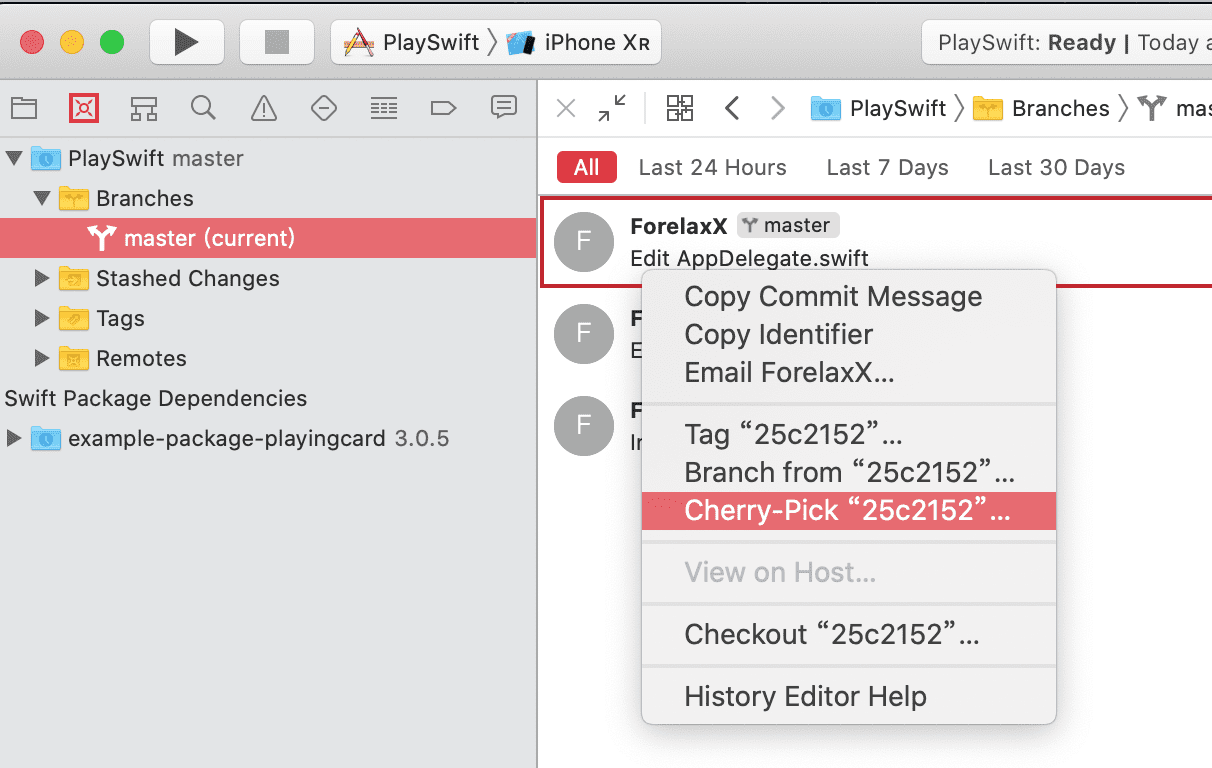 PlaySwift 〉 iPhone Xʀ
PlaySwift: Ready | Today
PlaySwift 〉 Branches 〉
PlaySwift master
Branches
master (current)
Stashed Changes
Tags
Remotes
Swift Package Dependencies
example-package-playingcard 3.0.5
All Last 24 Hours Last 7 Days Last 30 Days
F
ForelaxX master
Edit AppDelegate.swift
F
F
Copy Commit Message
Copy Identifier
Email ForelaxX...
Tag “25c2152”...
Branch from “25c2152”...
Cherry-Pick “25c2152”...
View on Host...
Checkout “25c2152”...
History Editor Help